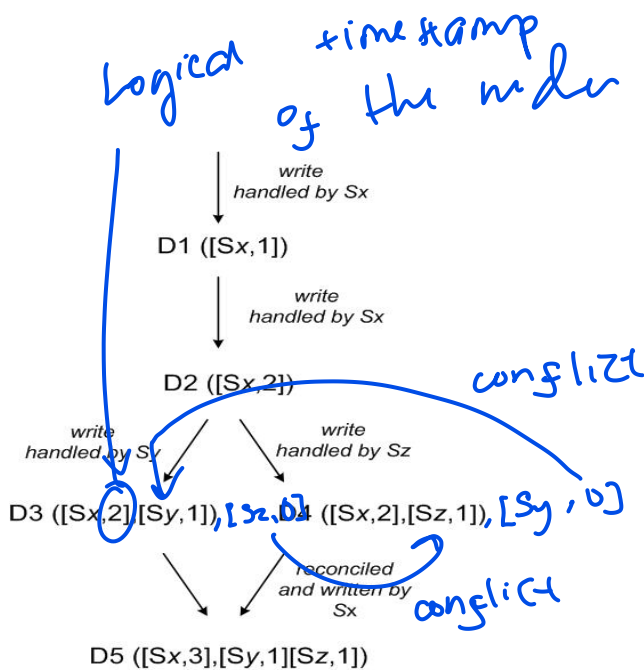 Logical timestamp
of the node
write
handled by Sx
D1 ([Sx,1])
write
handled by Sx
D2 ([Sx,2])
conflict
write
handled by Sy
write
handled by Sz
D3 ([Sx,2],[Sy,1]),[Sz,0]
D4 ([Sx,2],[Sz,1]),[Sy,0]
reconciled
and written by
Sx
conflict
D5 ([Sx,3],[Sy,1][Sz,1])